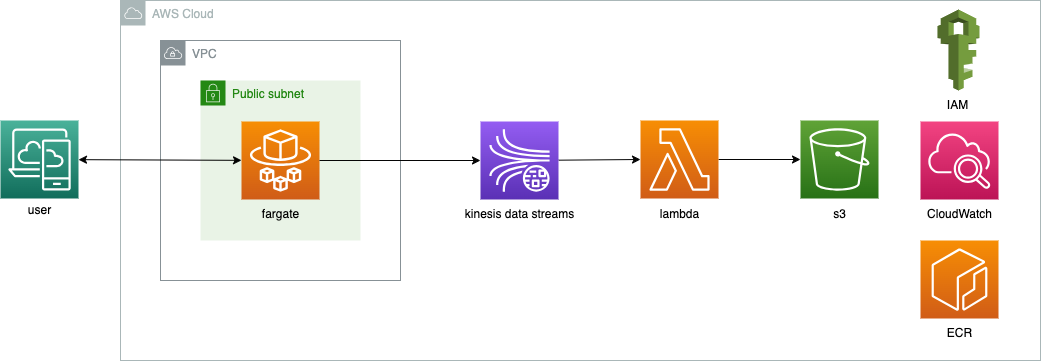 AWS Cloud
VPC
Public subnet
IAM
user
fargate
kinesis data streams
lambda
s3
CloudWatch
ECR